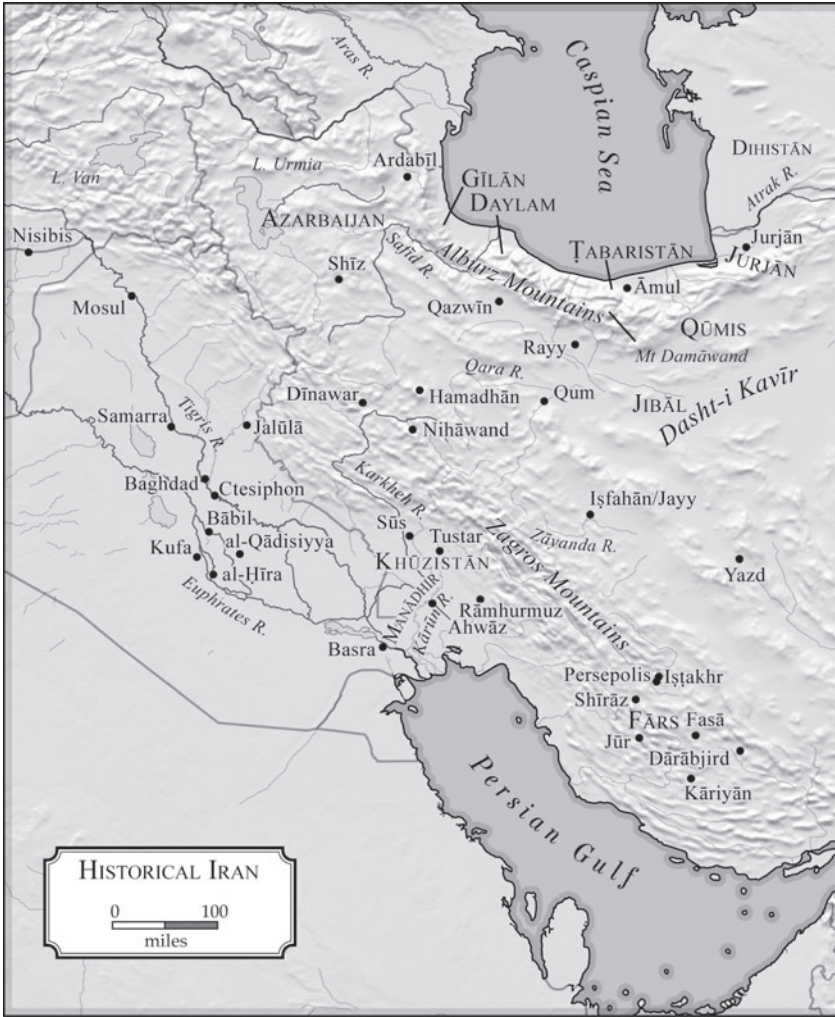 Caspian Sea
Aras R.
DIHISTĀN
Atrak R.
L. Van
L. Urmia
Ardabīl
GĪLĀN
DAYLAM
AZARBAIJAN
ṬABARISTĀN
Jurjān
JURJĀN
Nisibis
Safīd R.
Alburz Mountains
Shīz
Āmul
Mosul
Qazwīn
QŪMIS
Rayy
Mt Damāwand
Qara R.
Dīnawar
Hamadhān
Qum
JIBĀL
Dasht-i Kavīr
Samarra
Tigris R.
Jalūlā
Nihāwand
Baghdad
Ctesiphon
Karkheh R.
Iṣfahān/Jayy
Bābil
Sūs
Tustar
Zāyanda R.
Zagros Mountains
Kufa
al-Qādisiyya
KHŪZISTĀN
Yazd
al-Ḥīra
Euphrates R.
MANĀDHIR
Kārūn R.
Rāmhurmuz
Ahwāz
Basra
Persepolis
Iṣṭakhr
Shīrāz
FĀRS
Fasā
Jūr
Dārābjird
Kāriyān
Persian Gulf
HISTORICAL IRAN
0 100
miles